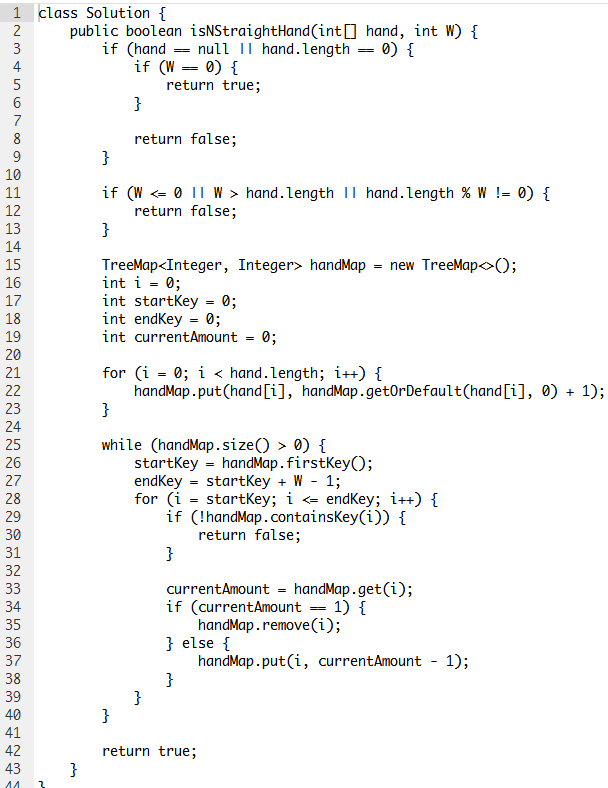 1 class Solution {
2 public boolean isNStraightHand(int[] hand, int W) {
3 if (hand == null || hand.length == 0) {
4 if (W == 0) {
5 return true;
6 }
7
8 return false;
9 }
10
11 if (W <= 0 || W > hand.length || hand.length % W != 0) {
12 return false;
13 }
14
15 TreeMap<Integer, Integer> handMap = new TreeMap<>();
16 int i = 0;
17 int startKey = 0;
18 int endKey = 0;
19 int currentAmount = 0;
20
21 for (i = 0; i < hand.length; i++) {
22 handMap.put(hand[i], handMap.getOrDefault(hand[i], 0) + 1);
23 }
24
25 while (handMap.size() > 0) {
26 startKey = handMap.firstKey();
27 endKey = startKey + W - 1;
28 for (i = startKey; i <= endKey; i++) {
29 if (!handMap.containsKey(i)) {
30 return false;
31 }
32
33 currentAmount = handMap.get(i);
34 if (currentAmount == 1) {
35 handMap.remove(i);
36 } else {
37 handMap.put(i, currentAmount - 1);
38 }
39 }
40 }
41
42 return true;
43 }
44 }